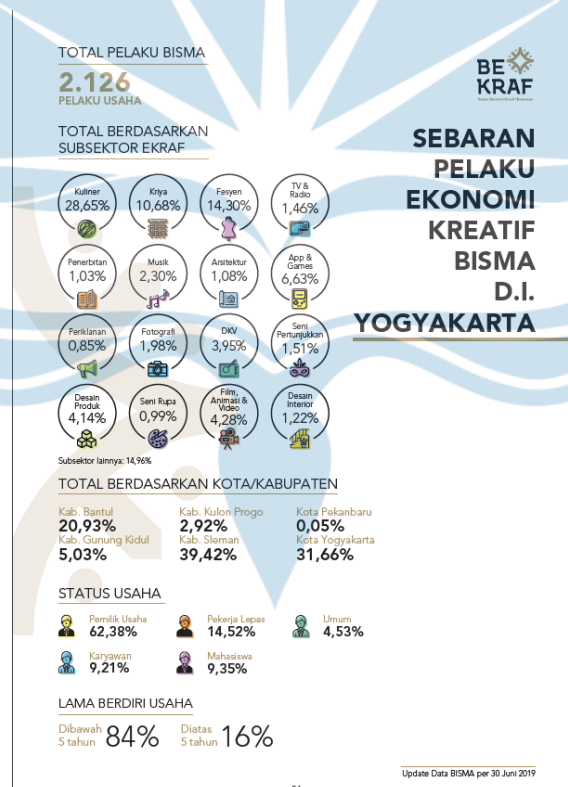 TOTAL PELAKU BISMA
2.126
PELAKU USAHA
BE
KRAF
SEBARAN
PELAKU
EKONOMI
KREATIF
BISMA
D.I.
YOGYAKARTA
TOTAL BERDASARKAN
SUBSEKTOR EKRAF
Kuliner
28,65%
Kriya
10,68%
Fesyen
14,30%
TV &
Radio
1,46%
Penerbitan
1,03%
Musik
2,30%
Arsitektur
1,08%
App &
Games
6,63%
Periklanan
0,85%
Fotografi
1,98%
DKV
3,95%
Seni
Pertunjukkan
1,51%
Desain
Produk
4,14%
Seni Rupa
0,99%
Film,
Animasi &
Video
4,28%
Desain
Interior
1,22%
Subsektor lainnya: 14,96%
TOTAL BERDASARKAN KOTA/KABUPATEN
Kab. Bantul
20,93%
Kab. Kulon Progo
2,92%
Kota Pekanbaru
0,05%
Kab. Gunung Kidul
5,03%
Kab. Sleman
39,42%
Kota Yogyakarta
31,66%
STATUS USAHA
Pemilik Usaha
62,38%
Pekerja Lepas
14,52%
Umum
4,53%
Karyawan
9,21%
Mahasiswa
9,35%
LAMA BERDIRI USAHA
Dibawah
5 tahun
84%
Diatas
5 tahun
16%
Update Data BISMA per 30 Juni 2019